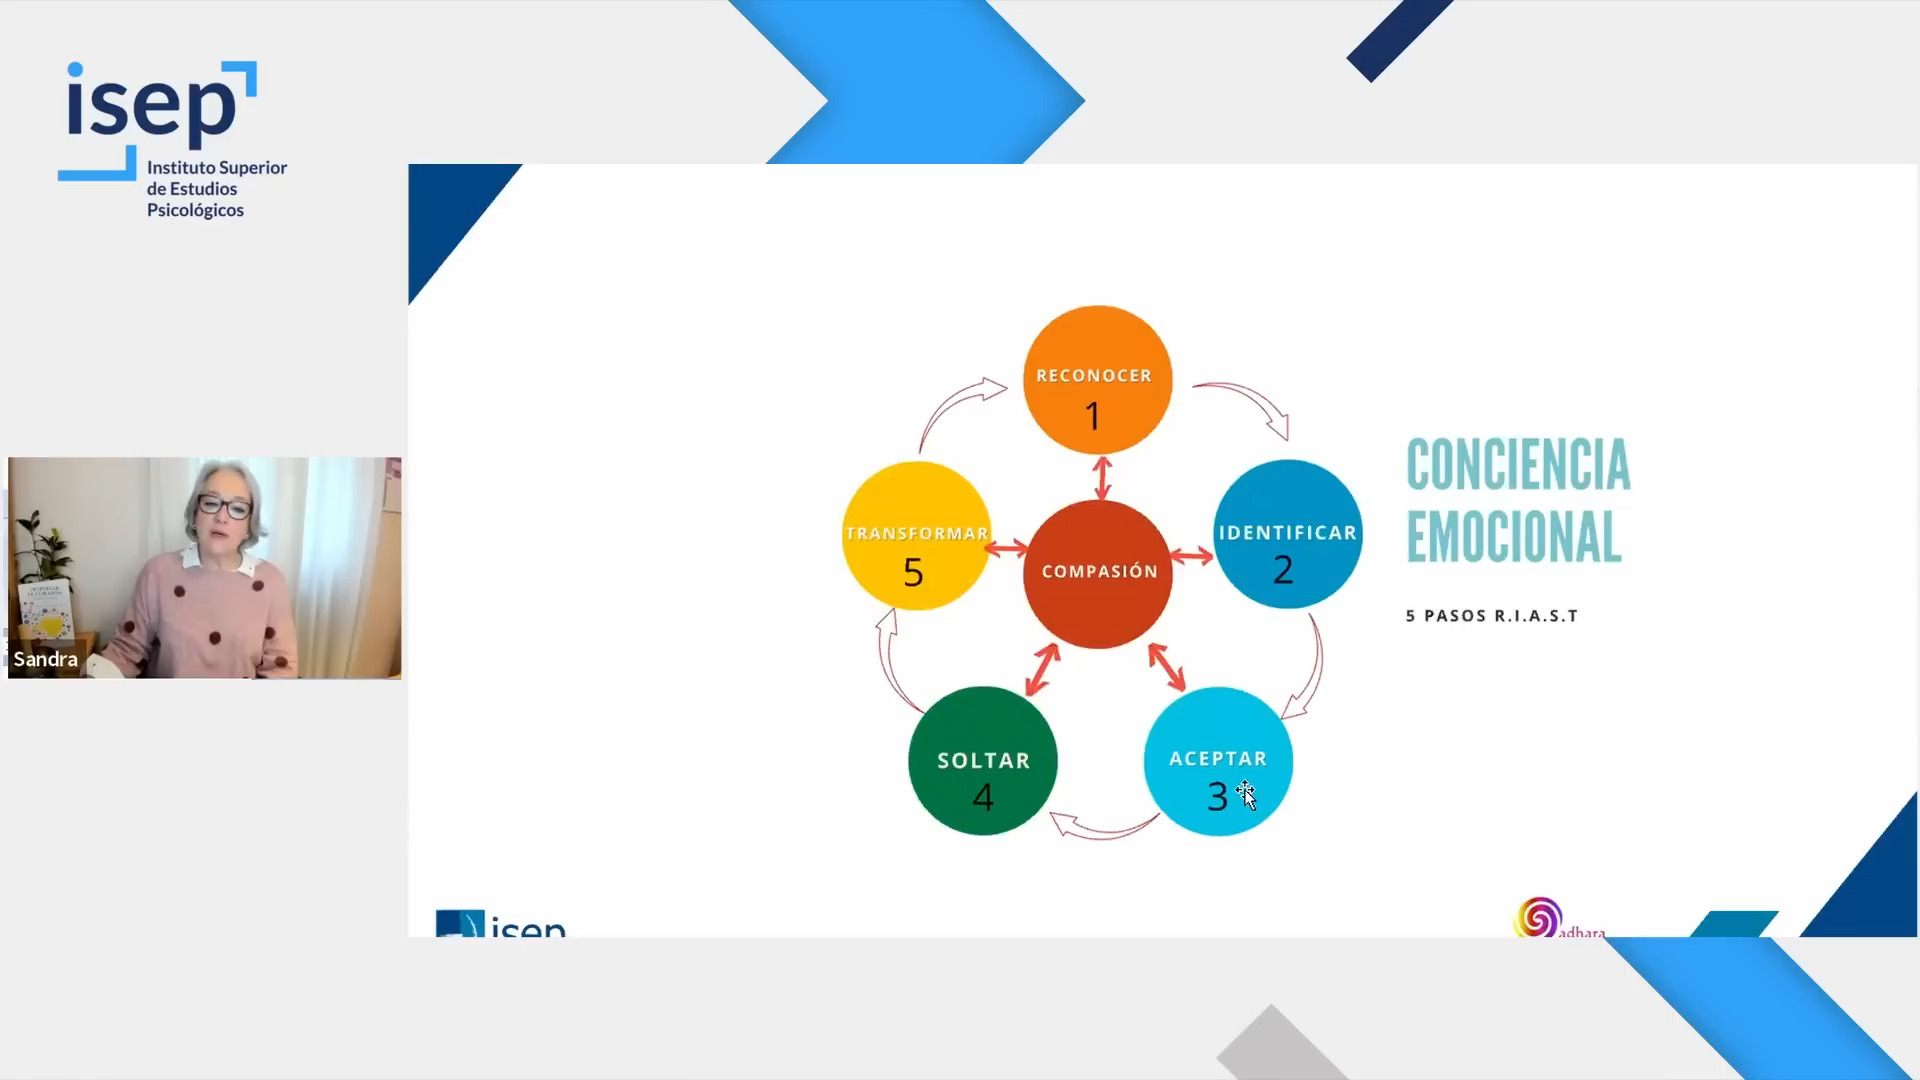 isep
Instituto Superior
de Estudios
Psicológicos
RECONOCER
1
TRANSFORMAR
5
COMPASIÓN
IDENTIFICAR
2
SOLTAR
4
ACEPTAR
3
CONCIENCIA
EMOCIONAL
5 PASOS R.I.A.S.T
Sandra
isep
adhara